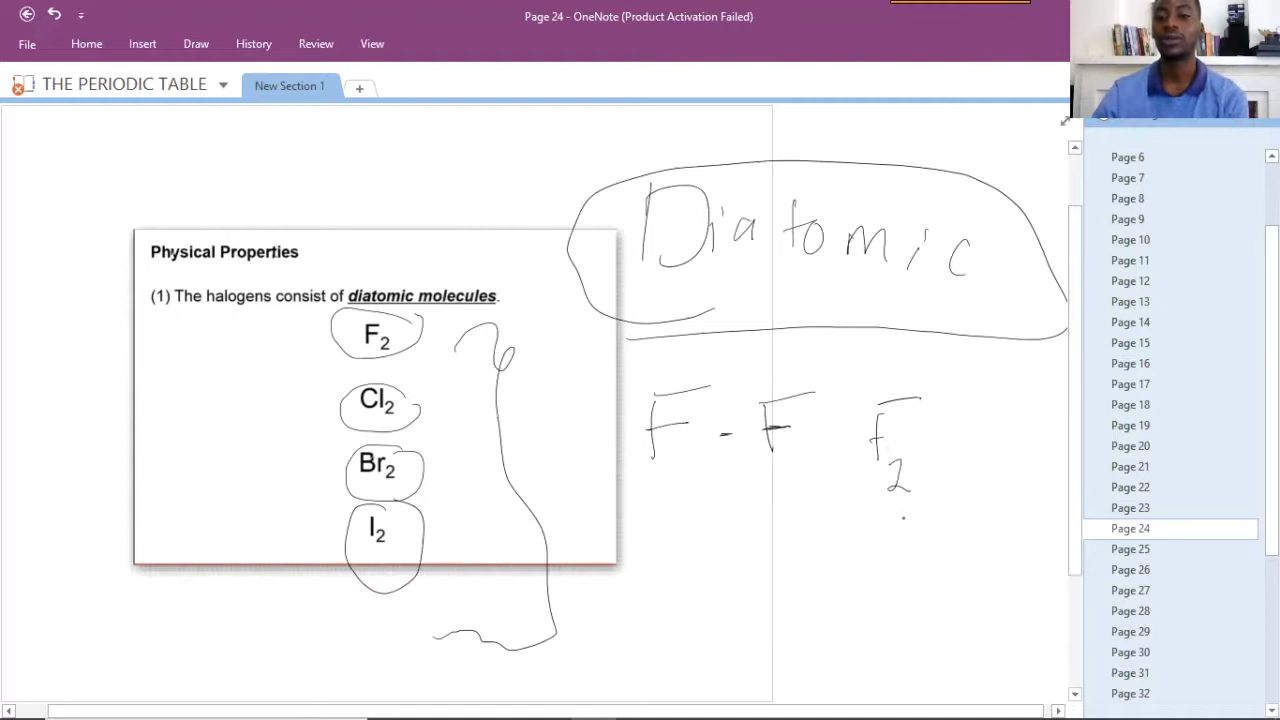 Page 24 - OneNote (Product Activation Failed)
File Home Insert Draw History Review View
THE PERIODIC TABLE
New Section 1
+
Physical Properties
(1) The halogens consist of diatomic molecules.
F2
Cl2
Br2
I2
Diatomic
F - F F2
Page 6
Page 7
Page 8
Page 9
Page 10
Page 11
Page 12
Page 13
Page 14
Page 15
Page 16
Page 17
Page 18
Page 19
Page 20
Page 21
Page 22
Page 23
Page 24
Page 25
Page 26
Page 27
Page 28
Page 29
Page 30
Page 31
Page 32